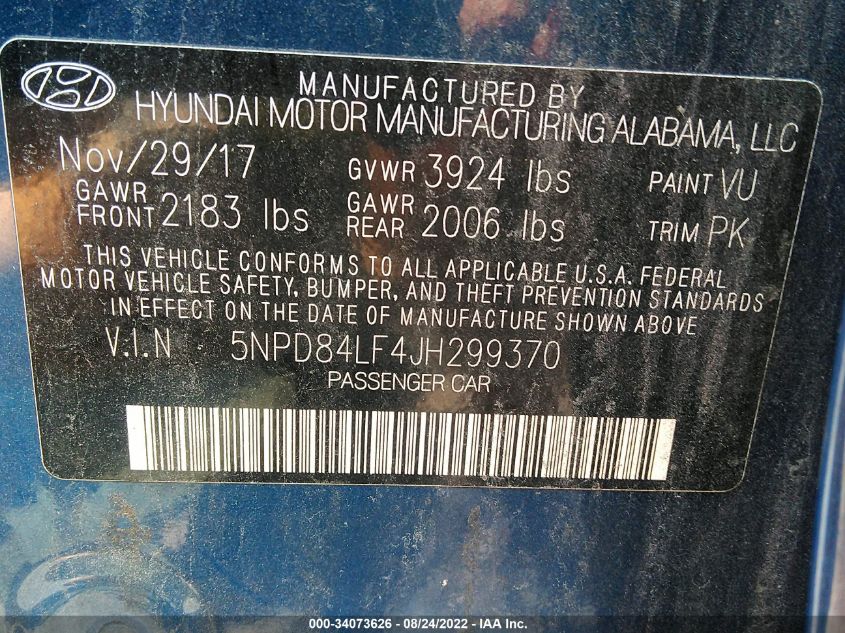 MANUFACTURED BY
HYUNDAI MOTOR MANUFACTURING ALABAMA, LLC
Nov/29/17 GVWR 3924 lbs PAINT VU
GAWR FRONT 2183 lbs GAWR REAR 2006 lbs TRIM PK
THIS VEHICLE CONFORMS TO ALL APPLICABLE U.S.A. FEDERAL
MOTOR VEHICLE SAFETY, BUMPER, AND THEFT PREVENTION STANDARDS
IN EFFECT ON THE DATE OF MANUFACTURE SHOWN ABOVE
V.I.N 5NPD84LF4JH299370
PASSENGER CAR
000-34073626 - 08/24/2022 - IAA Inc.